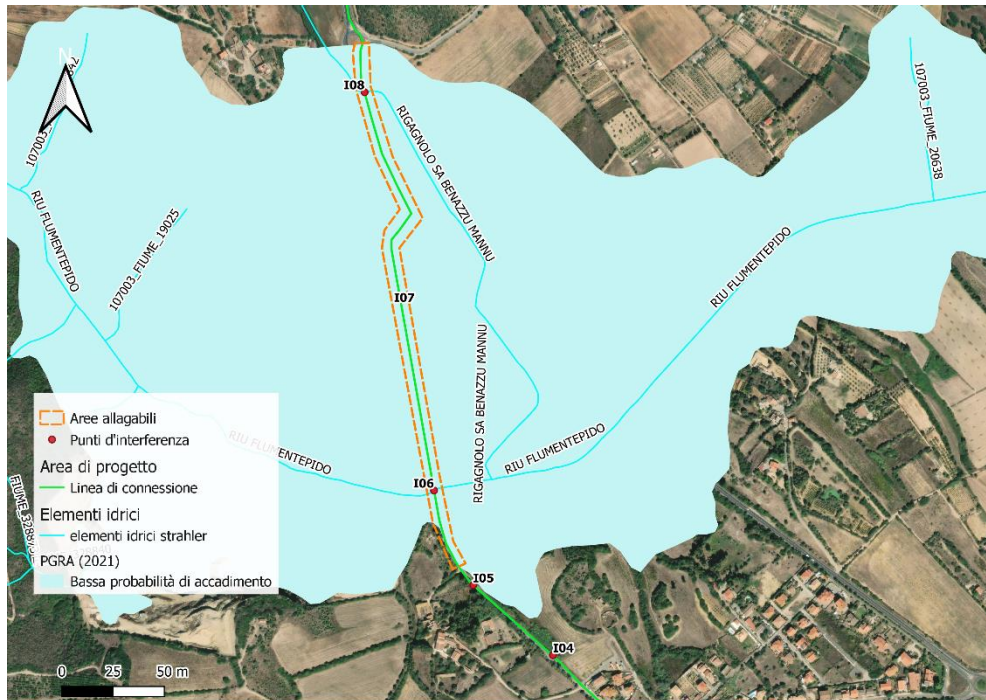 N
I08
RIGAGNOLO SA BENAZZU MANNU
107003_FIUME_20638
RIU FLUMENTEPIDO
107003_FIUME_19025
I07
RIU FLUMENTEPIDO
RIGAGNOLO SA BENAZZU MANNU
RIU FLUMENTEPIDO
RIU FLUMENTEPIDO
I06
I05
I04
Aree allagabili
Punti d'interferenza
Area di progetto
Linea di connessione
Elementi idrici
elementi idrici strahler
PGRA (2021)
Bassa probabilità di accadimento
0 25 50 m